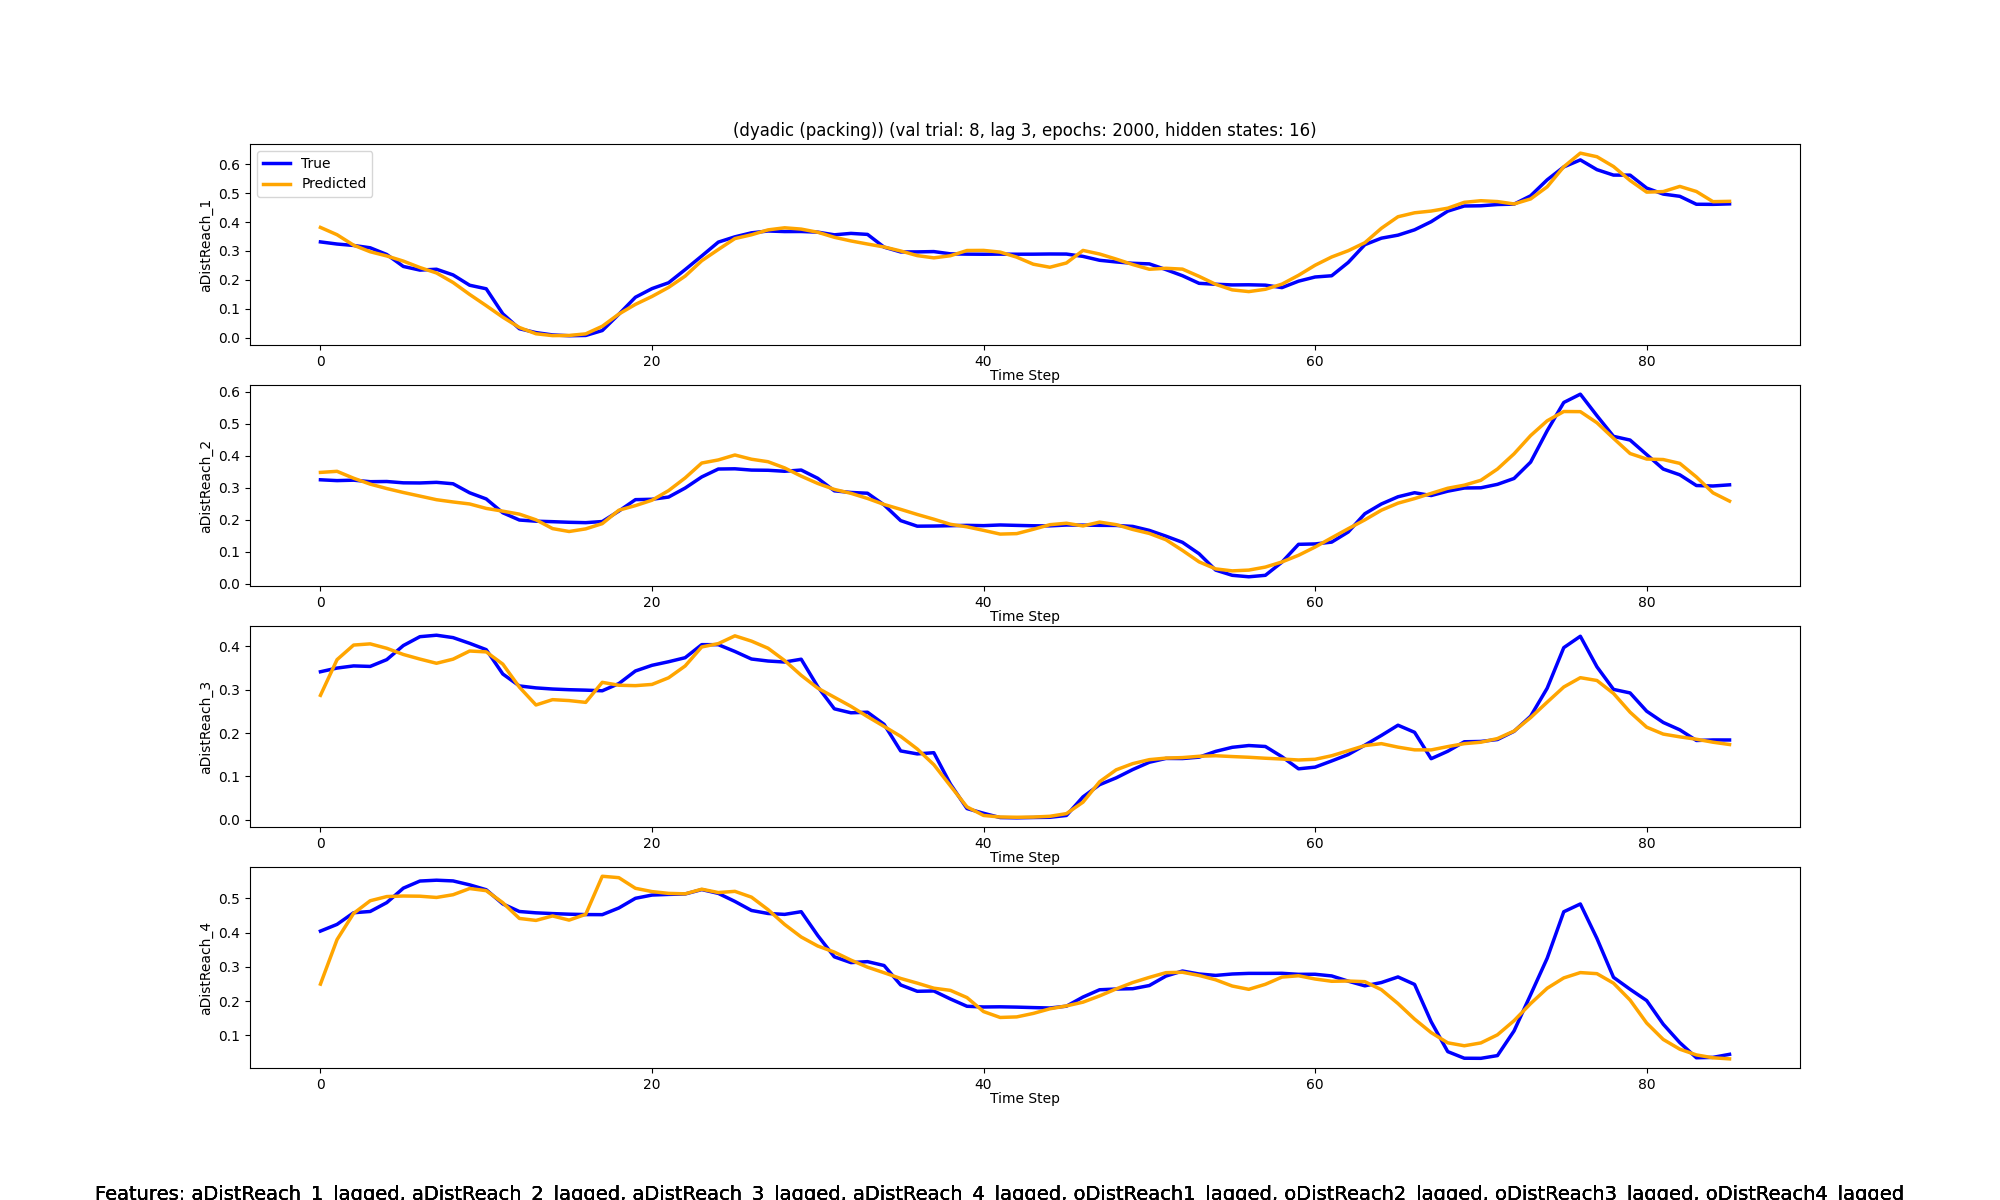 (dyadic (packing)) (val trial: 8, lag 3, epochs: 2000, hidden states: 16)
True
Predicted
aDistReach_1
0.6
0.5
0.4
0.3
0.2
0.1
0.0
0 20 40 60 80
Time Step
aDistReach_2
0.6
0.5
0.4
0.3
0.2
0.1
0.0
0 20 40 60 80
Time Step
aDistReach_3
0.4
0.3
0.2
0.1
0.0
0 20 40 60 80
Time Step
aDistReach_4
0.5
0.4
0.3
0.2
0.1
0 20 40 60 80
Time Step
Features: aDistReach_1_lagged, aDistReach_2_lagged, aDistReach_3_lagged, aDistReach_4_lagged, oDistReach1_lagged, oDistReach2_lagged, oDistReach3_lagged, oDistReach4_lagged